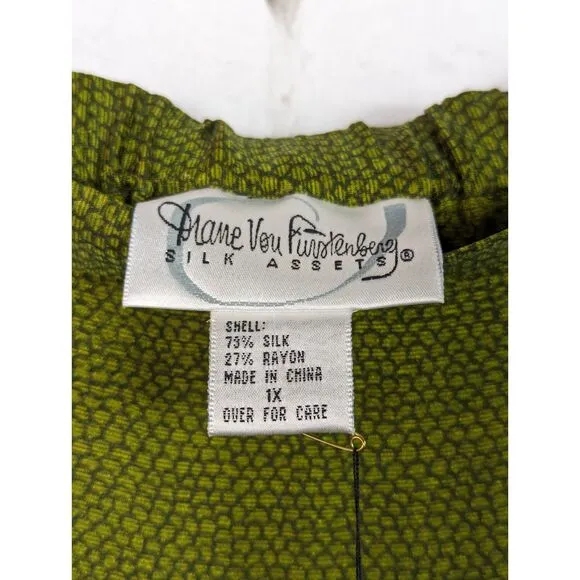 Diane Von Furstenberg
SILK ASSETS®
SHELL:
73% SILK
27% RAYON
MADE IN CHINA
1X
OVER FOR CARE